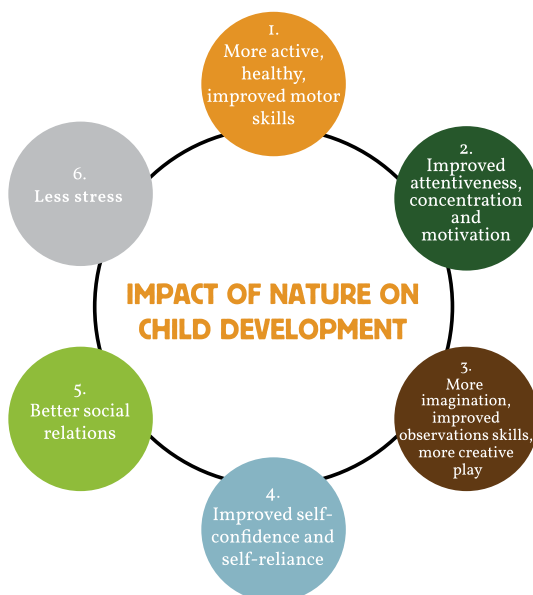 1.
More active,
healthy,
improved motor
skills
2.
Improved
attentiveness,
concentration
and
motivation
3.
More
imagination,
improved
observations skills,
more creative
play
4.
Improved self-
confidence and
self-reliance
5.
Better social
relations
6.
Less stress
IMPACT OF NATURE ON
CHILD DEVELOPMENT